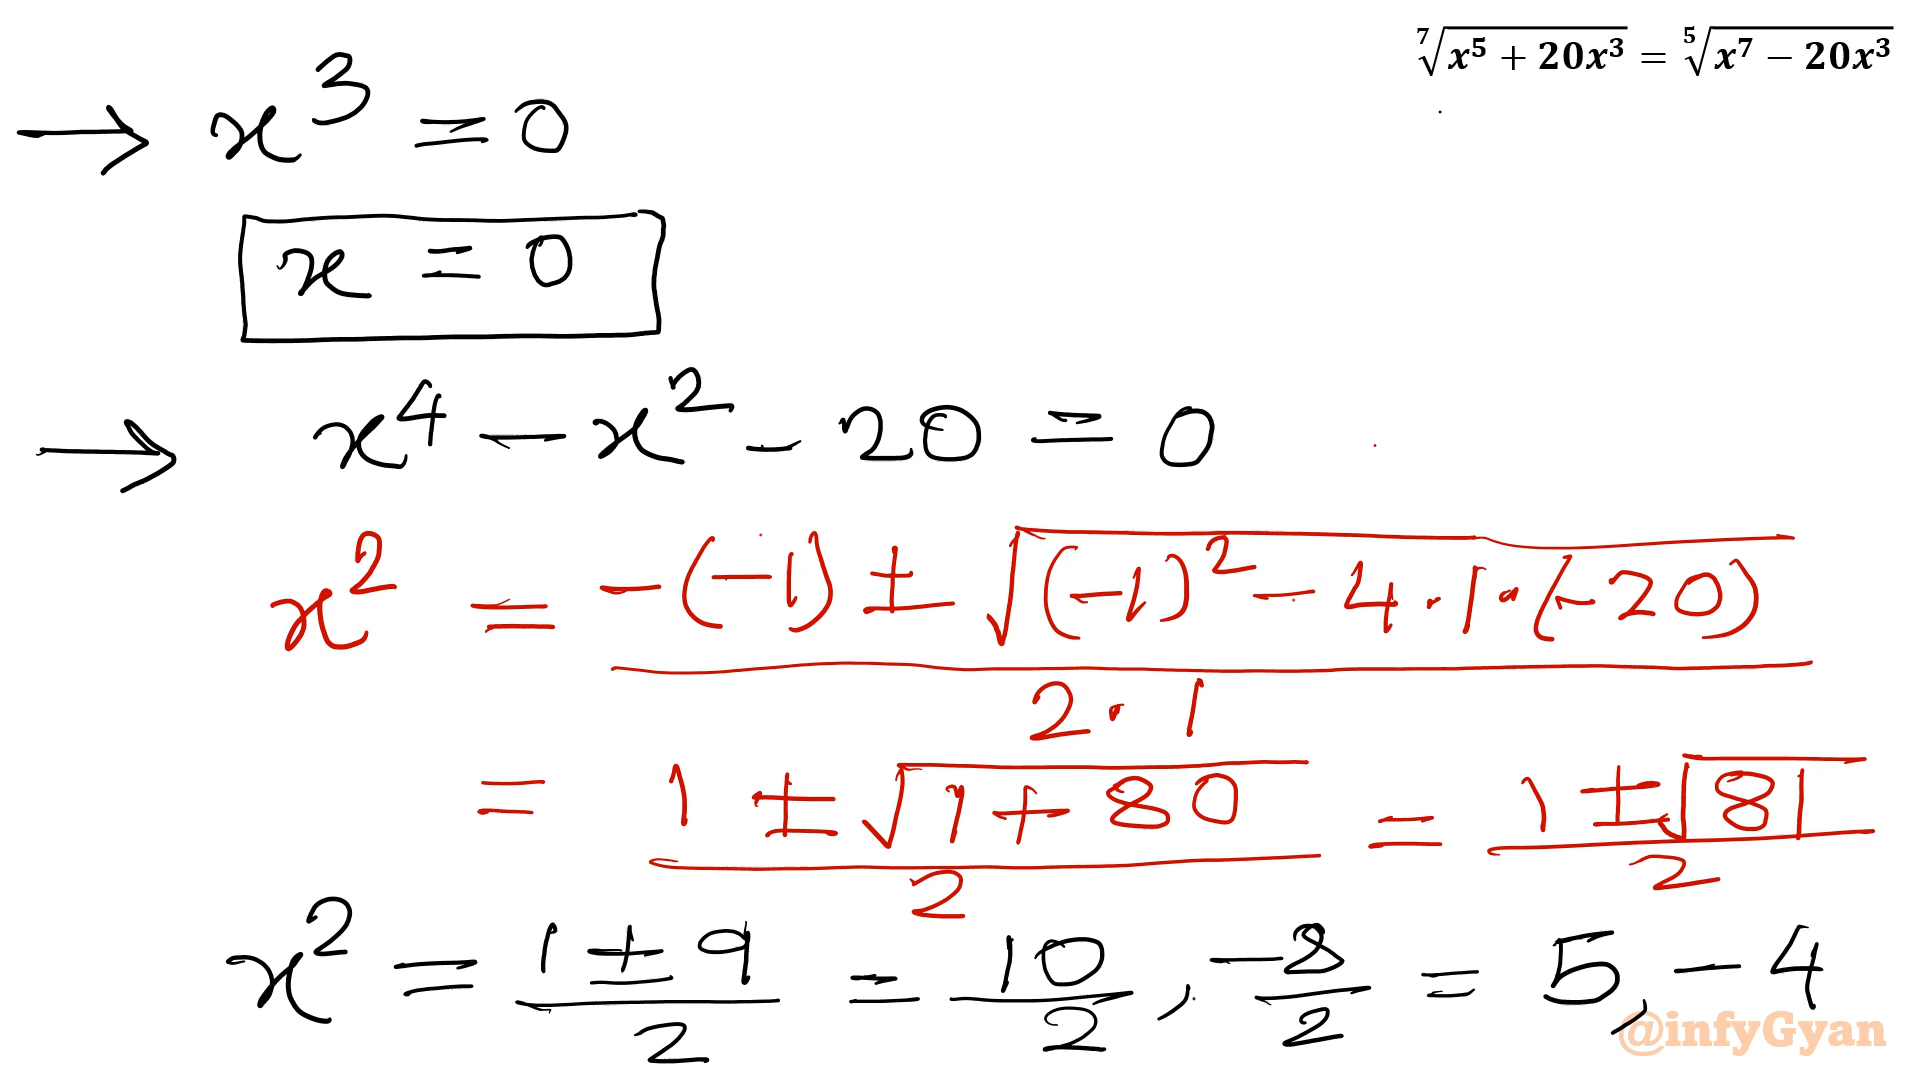 ⁷√(x⁵ + 20x³) = ⁵√(x⁷ − 20x³)
→ x³ = 0
x = 0
→ x⁴ − x² − 20 = 0
x² = (−(−1) ± √((−1)² − 4·1·(−20))) / (2·1)
= (1 ± √(1 + 80)) / 2 = (1 ± √81) / 2
x² = (1 ± 9) / 2 = 10/2, −8/2 = 5, −4
@infyGyan